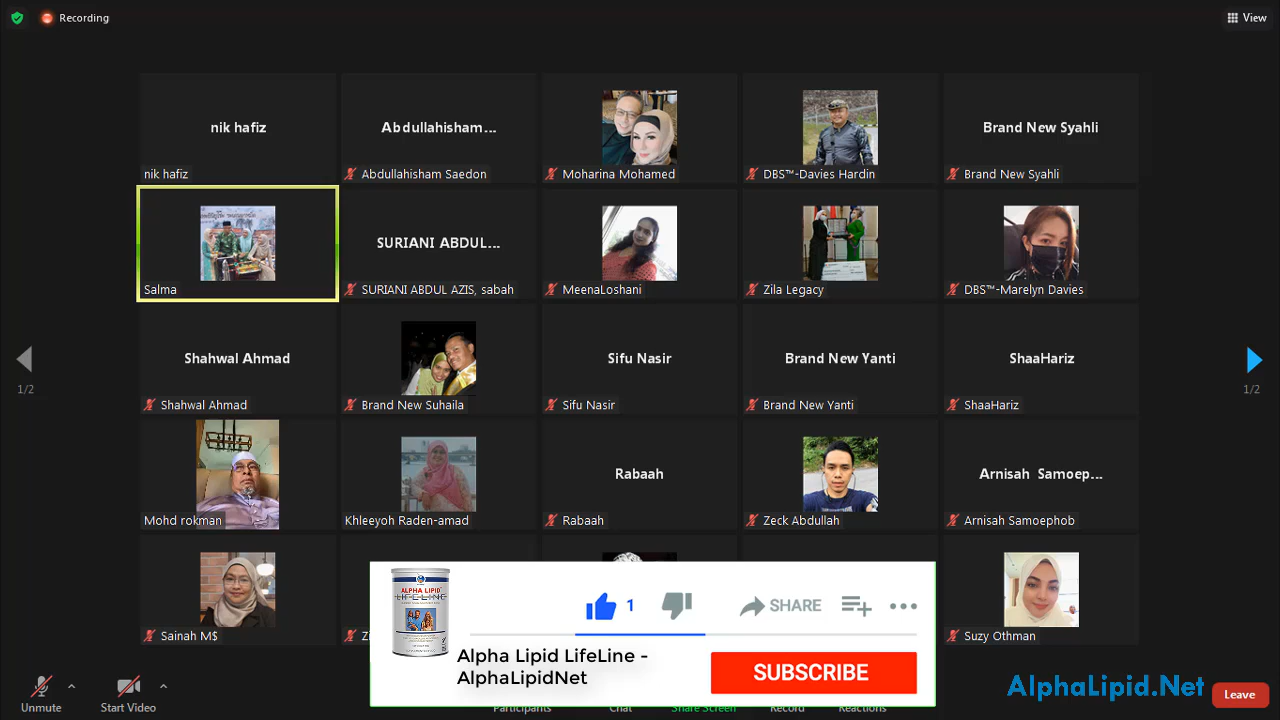 Recording
View
nik hafiz
Abdullahisham...
Brand New Syahli
nik hafiz
Abdullahisham Saedon
Moharina Mohamed
DBS™-Davies Hardin
Brand New Syahli
SURIANI ABDUL...
Salma
SURIANI ABDUL AZIS, sabah
MeenaLoshani
Zila Legacy
DBS™-Marelyn Davies
Shahwal Ahmad
Sifu Nasir
Brand New Yanti
ShaaHariz
1/2
1/2
Shahwal Ahmad
Brand New Suhaila
Sifu Nasir
Brand New Yanti
ShaaHariz
Rabaah
Arnisah Samoep...
Mohd rokman
Khleeyoh Raden-amad
Rabaah
Zeck Abdullah
Arnisah Samoephob
ALPHA LIPID
LIFELINE
1
SHARE
Sainah M$
Suzy Othman
Alpha Lipid LifeLine -
AlphaLipidNet
SUBSCRIBE
AlphaLipid.Net
Unmute
Start Video
Participants
Chat
Share Screen
Record
Reactions
Leave